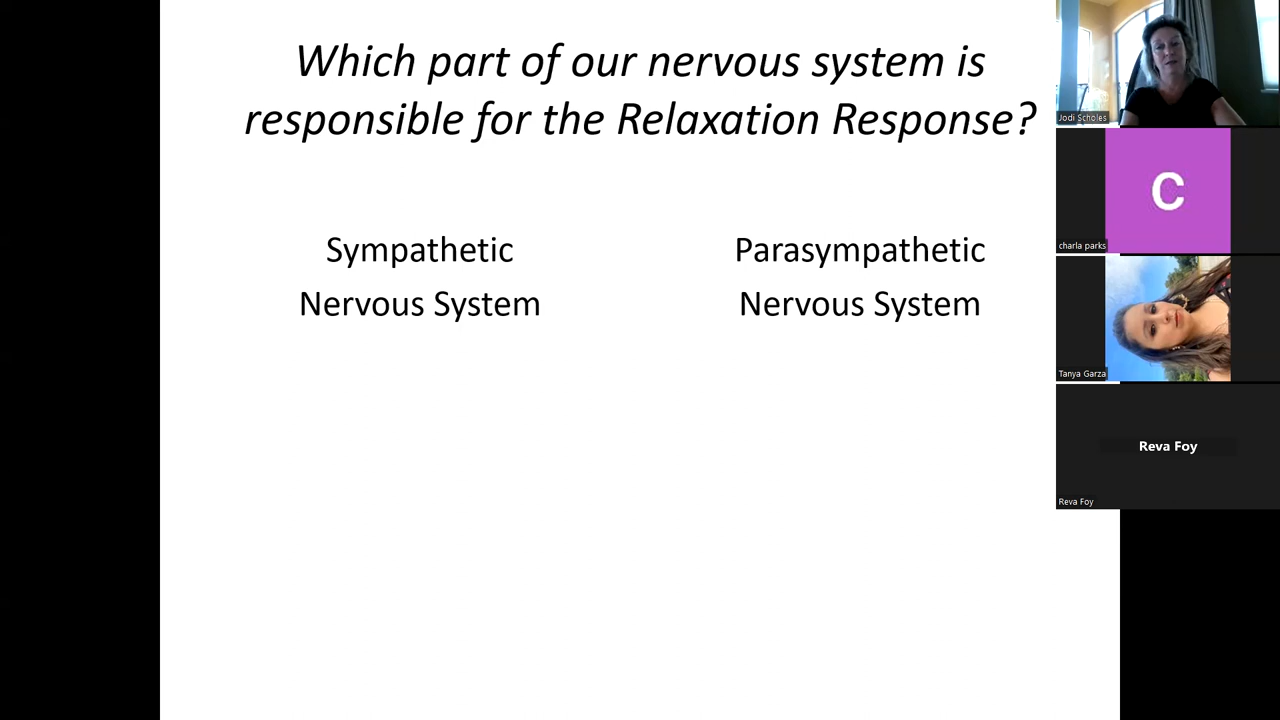 Which part of our nervous system is
responsible for the Relaxation Response?
Sympathetic
Nervous System
Parasympathetic
Nervous System
Jodi Scholes
C
charla parks
Tanya Garza
Reva Foy
Reva Foy